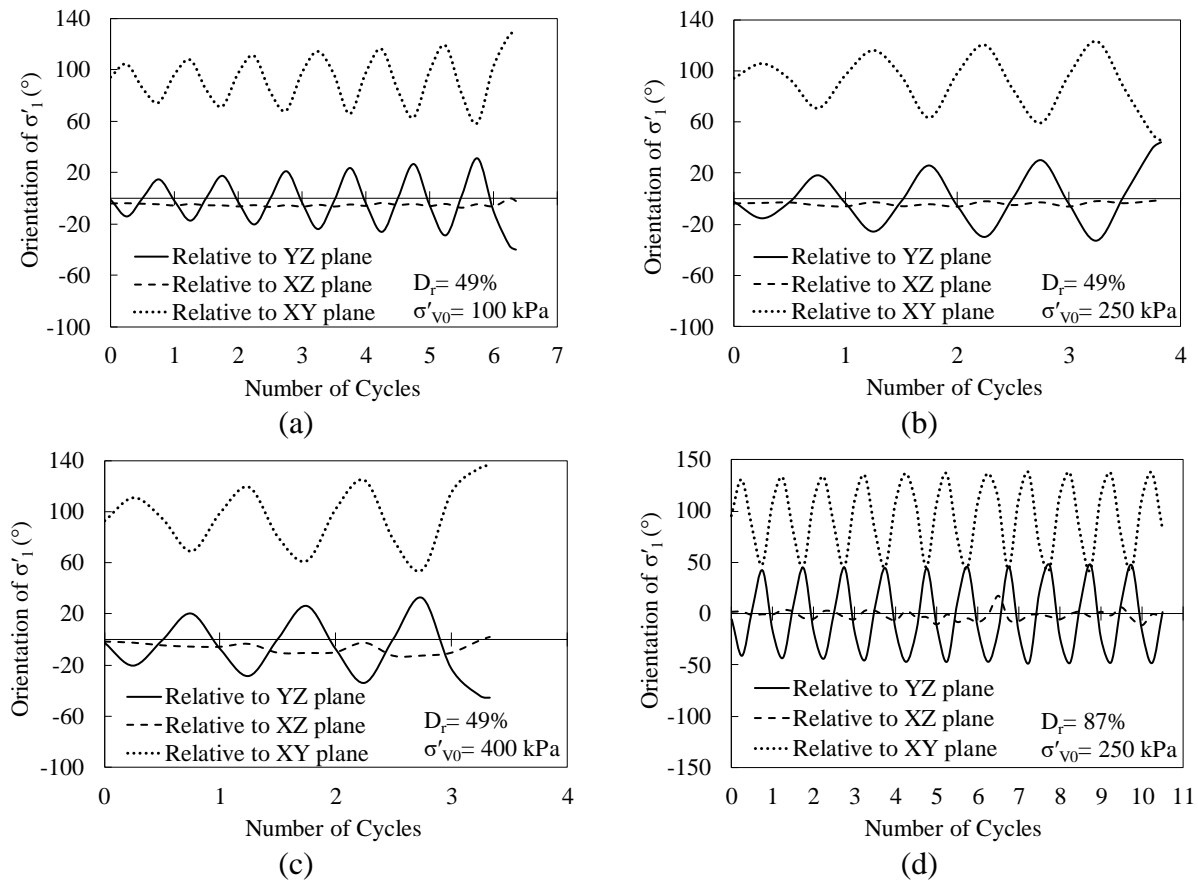 140
100
60
20
-20
-60
-100
Orientation of σ′1 (°)
Relative to YZ plane
Relative to XZ plane
Relative to XY plane
Dr= 49%
σ′V0= 100 kPa
0 1 2 3 4 5 6 7
Number of Cycles
(a)
140
100
60
20
-20
-60
-100
Orientation of σ′1 (°)
Relative to YZ plane
Relative to XZ plane
Relative to XY plane
Dr= 49%
σ′V0= 250 kPa
0 1 2 3 4
Number of Cycles
(b)
140
100
60
20
-20
-60
-100
Orientation of σ′1 (°)
Relative to YZ plane
Relative to XZ plane
Relative to XY plane
Dr= 49%
σ′V0= 400 kPa
0 1 2 3 4
Number of Cycles
(c)
150
100
50
0
-50
-100
-150
Orientation of σ′1 (°)
Relative to YZ plane
Relative to XZ plane
Relative to XY plane
Dr= 87%
σ′V0= 250 kPa
0 1 2 3 4 5 6 7 8 9 10 11
Number of Cycles
(d)